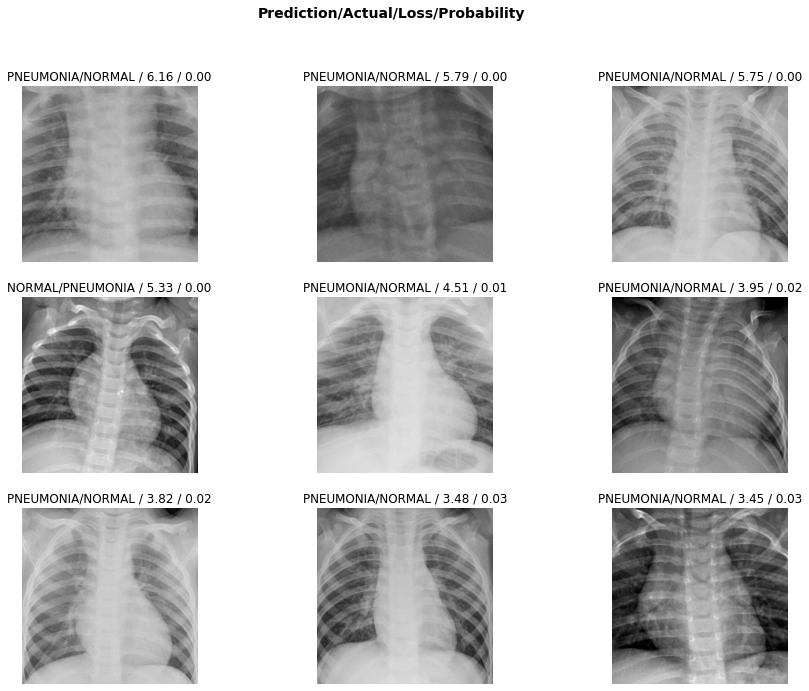 Prediction/Actual/Loss/Probability
PNEUMONIA/NORMAL / 6.16 / 0.00
PNEUMONIA/NORMAL / 5.79 / 0.00
PNEUMONIA/NORMAL / 5.75 / 0.00
NORMAL/PNEUMONIA / 5.33 / 0.00
PNEUMONIA/NORMAL / 4.51 / 0.01
PNEUMONIA/NORMAL / 3.95 / 0.02
PNEUMONIA/NORMAL / 3.82 / 0.02
PNEUMONIA/NORMAL / 3.48 / 0.03
PNEUMONIA/NORMAL / 3.45 / 0.03